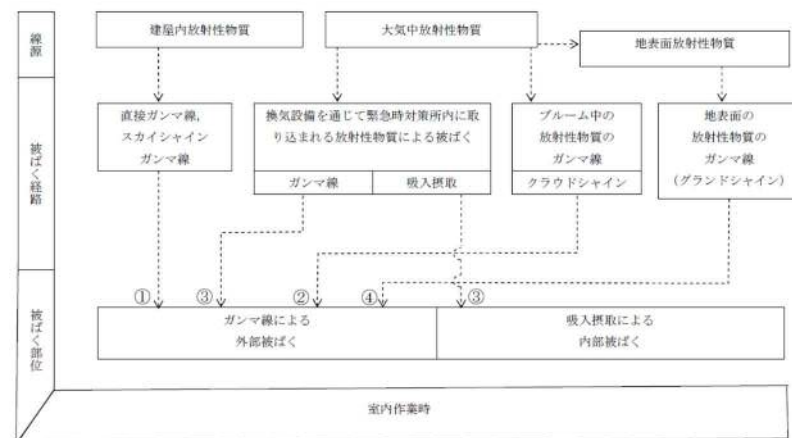 線源
建屋内放射性物質
大気中放射性物質
地表面放射性物質
被ばく経路
直接ガンマ線,
スカイシャイン
ガンマ線
換気設備を通じて緊急時対策所内に取
り込まれる放射性物質による被ばく
ガンマ線
吸入摂取
プルーム中の
放射性物質の
ガンマ線
クラウドシャイン
地表面の
放射性物質の
ガンマ線
(グランドシャイン)
①
③
②
④
③
被ばく部位
ガンマ線による
外部被ばく
吸入摂取による
内部被ばく
室内作業時